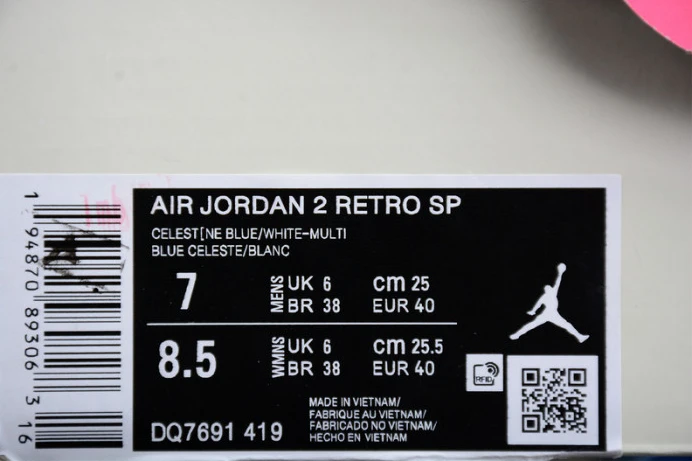 AIR JORDAN 2 RETRO SP
CELEST[NE BLUE/WHITE-MULTI
BLUE CELESTE/BLANC
7 MENS UK 6 cm 25
BR 38 EUR 40
8.5 WMNS UK 6 cm 25.5
BR 38 EUR 40
RFID
MADE IN VIETNAM/
FABRIQUE AU VIETNAM/
FABRICADO NO VIETNAM/
HECHO EN VIETNAM
DQ7691 419
1 94870 89306 3 16